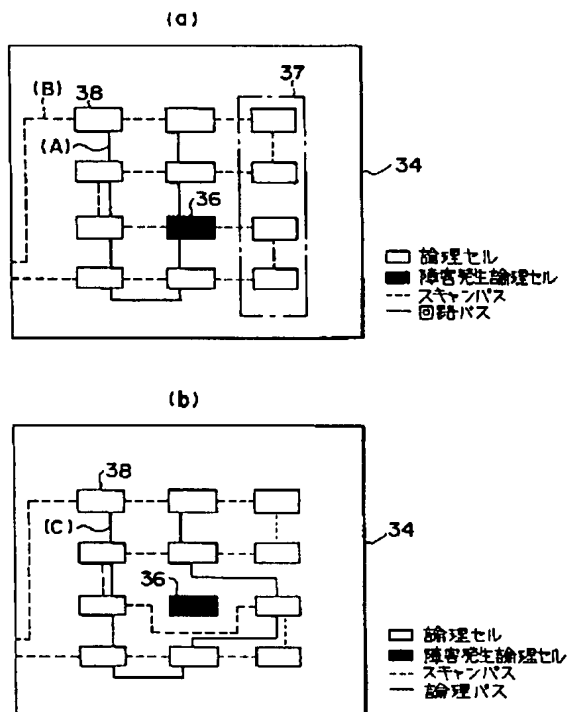 (a)
37
(B)
38
(A)
34
36
論理セル
障害発生論理セル
スキャンパス
回路パス
(b)
38
(C)
34
36
論理セル
障害発生論理セル
スキャンパス
論理パス